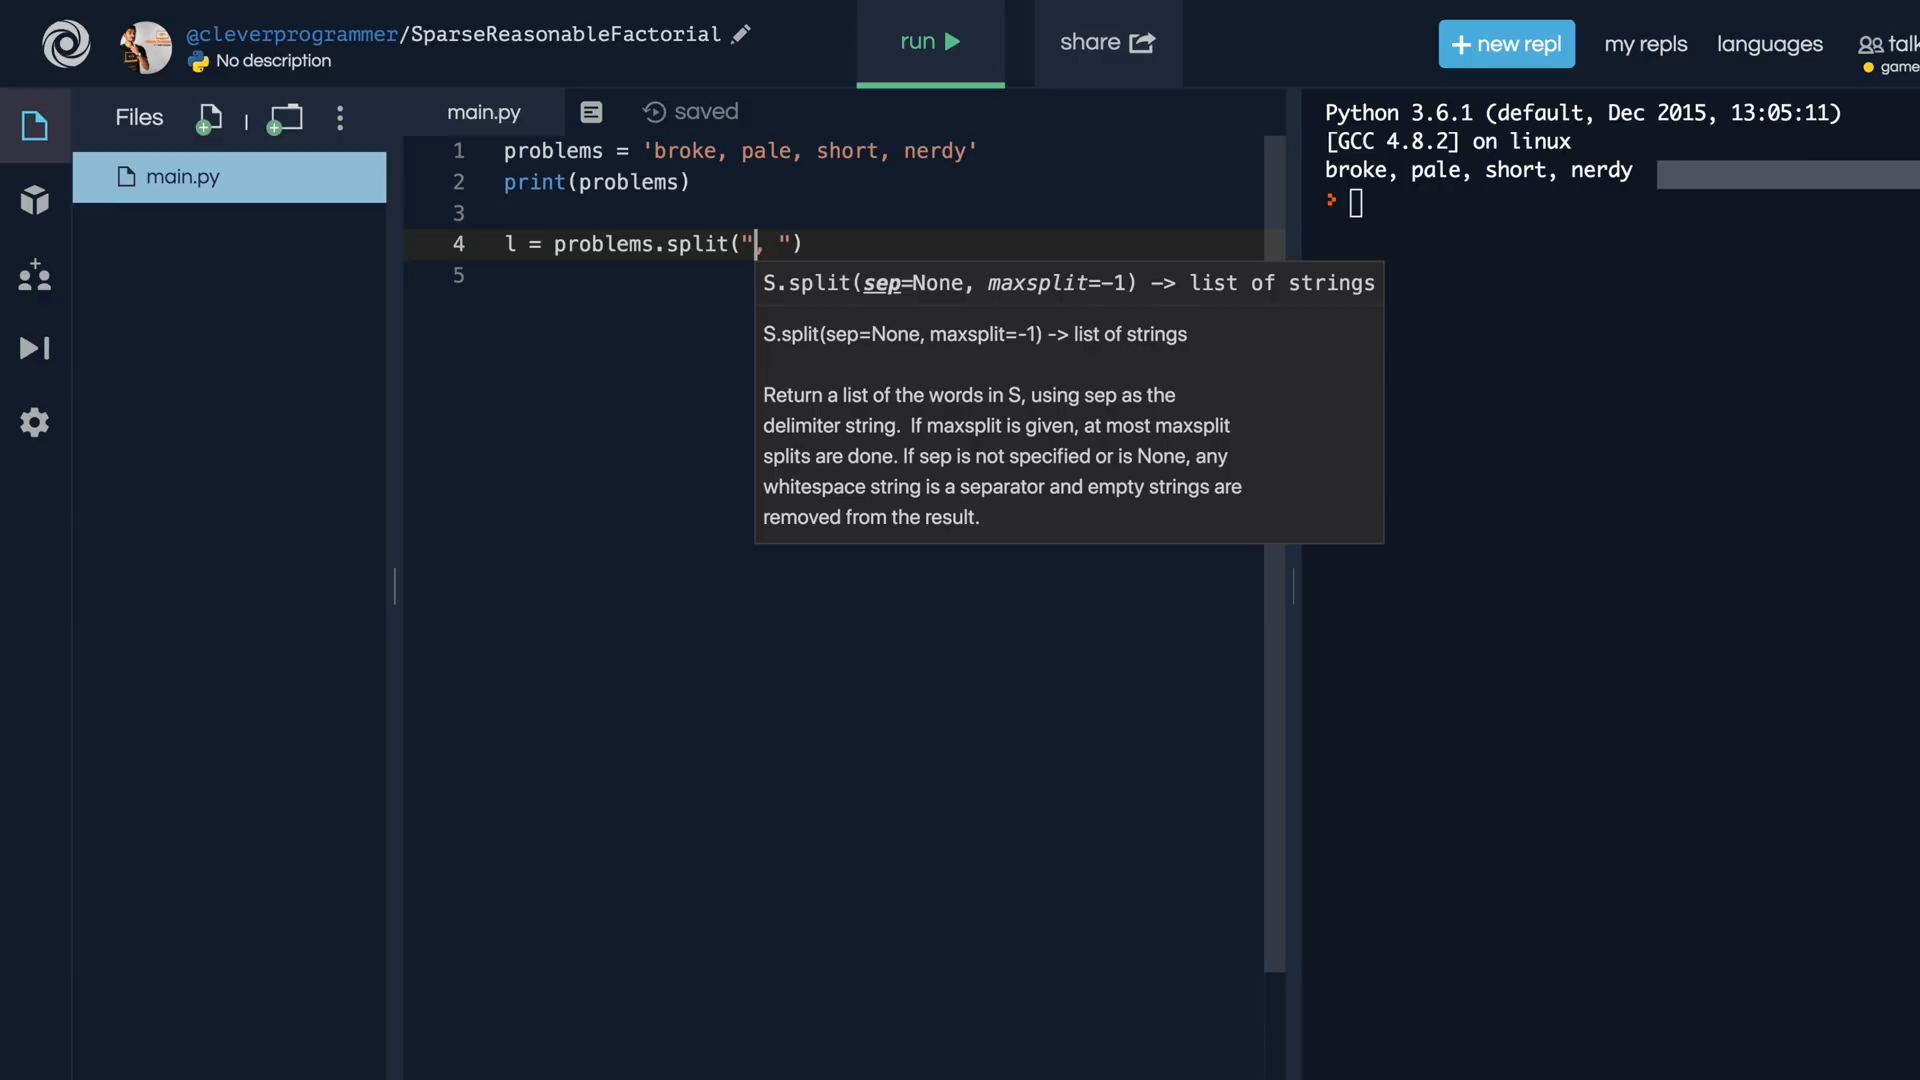 @cleverprogrammer/SparseReasonableFactorial
No description
run
share
+ new repl
my repls
languages
talk
game
Files
main.py
main.py
saved
1 problems = 'broke, pale, short, nerdy'
2 print(problems)
3
4 l = problems.split(", ")
5
S.split(sep=None, maxsplit=-1) -> list of strings
S.split(sep=None, maxsplit=-1) -> list of strings
Return a list of the words in S, using sep as the
delimiter string.  If maxsplit is given, at most maxsplit
splits are done. If sep is not specified or is None, any
whitespace string is a separator and empty strings are
removed from the result.
Python 3.6.1 (default, Dec 2015, 13:05:11)
[GCC 4.8.2] on linux
broke, pale, short, nerdy